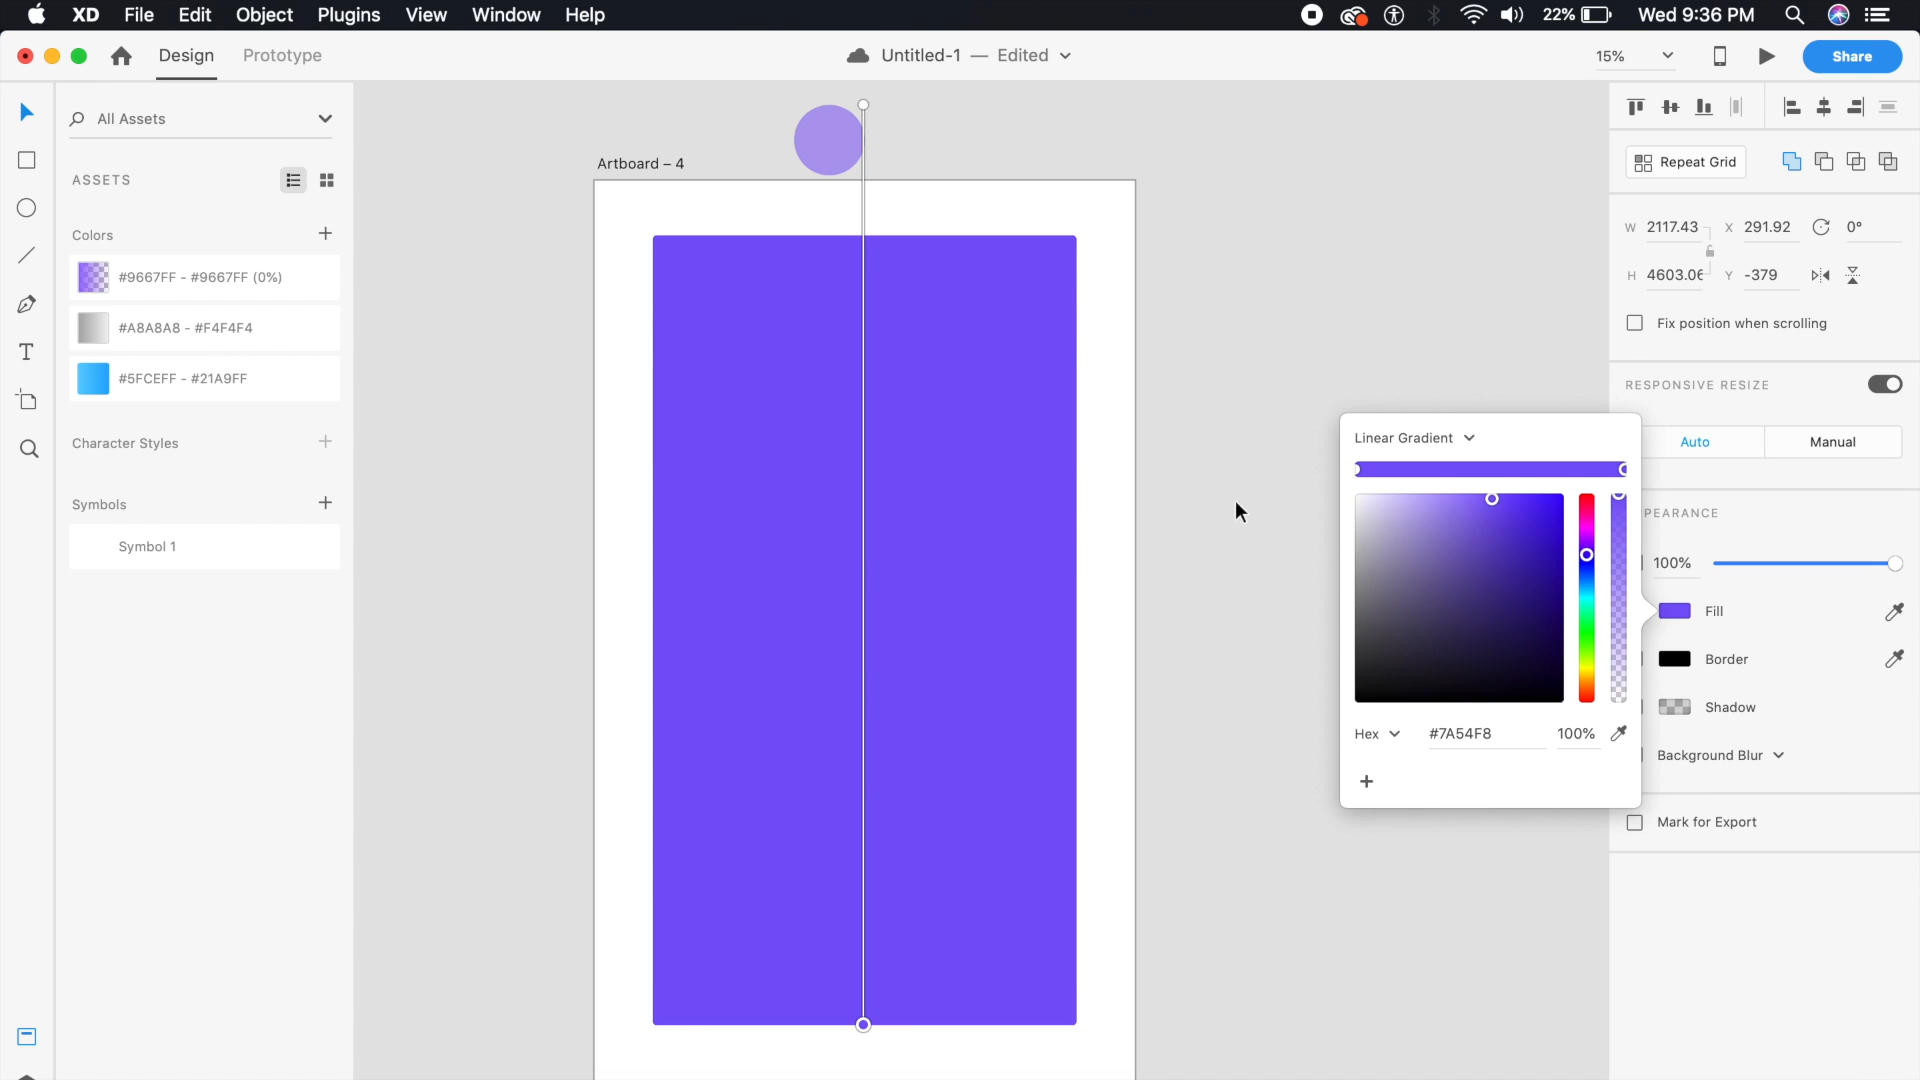 XD File Edit Object Plugins View Window Help 22% Wed 9:36 PM
Design Prototype Untitled-1 — Edited 15% Share
All Assets
ASSETS
Colors
#9667FF - #9667FF (0%)
#A8A8A8 - #F4F4F4
#5FCEFF - #21A9FF
Character Styles
Symbols
Symbol 1
Artboard – 4
Repeat Grid
W 2117.43 X 291.92 0°
H 4603.06 Y -379
Fix position when scrolling
RESPONSIVE RESIZE
Auto Manual
Linear Gradient
Hex #7A54F8 100%
PEARANCE
100%
Fill
Border
Shadow
Background Blur
Mark for Export